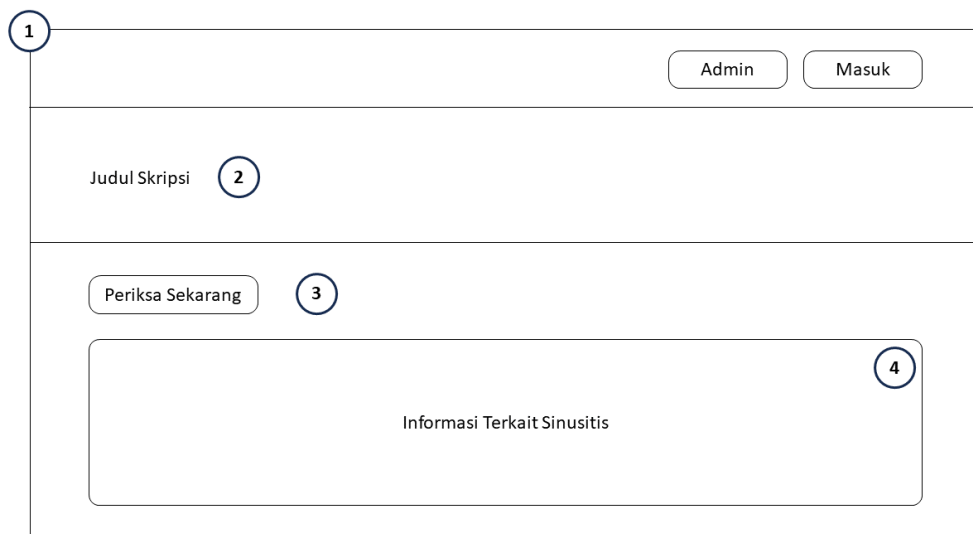 1
Admin Masuk
Judul Skripsi 2
Periksa Sekarang 3
4
Informasi Terkait Sinusitis